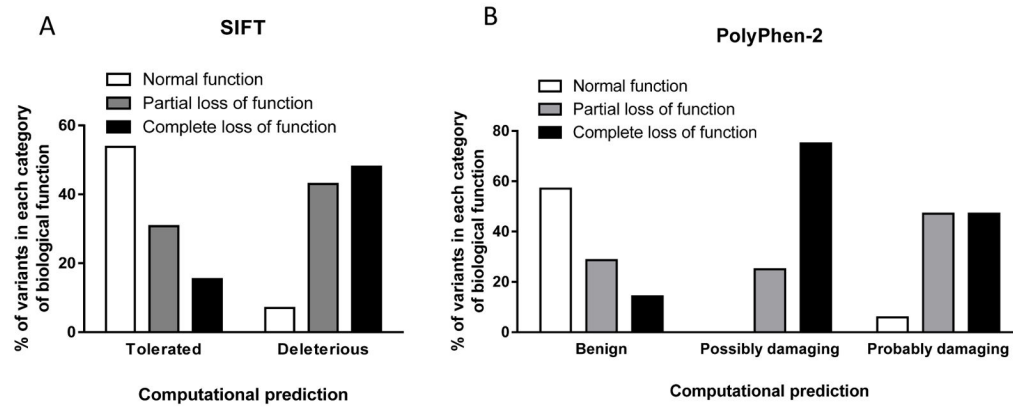 A
SIFT
Normal function
Partial loss of function
Complete loss of function
% of variants in each category
of biological function
60
40
20
0
Tolerated
Deleterious
Computational prediction
B
PolyPhen-2
Normal function
Partial loss of function
Complete loss of function
% of variants in each category
of biological function
80
60
40
20
0
Benign
Possibly damaging
Probably damaging
Computational prediction